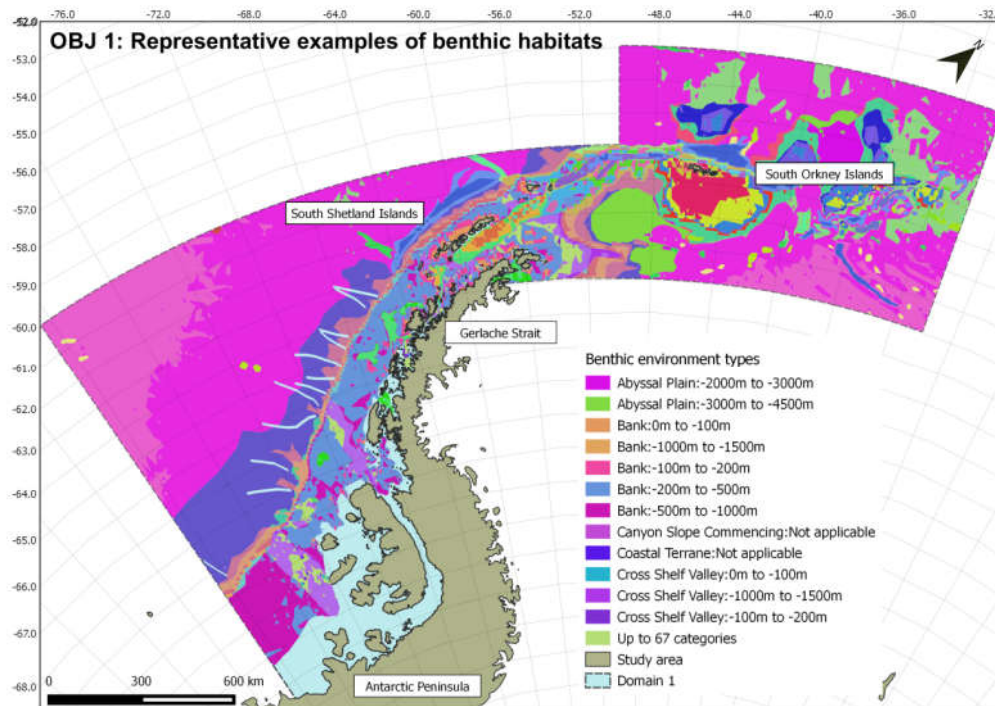 -76.0 -72.0 -68.0 -64.0 -60.0 -56.0 -52.0 -48.0 -44.0 -40.0 -36.0 -32.0
-52.0
OBJ 1: Representative examples of benthic habitats
N
-53.0
-54.0
-55.0
-56.0
South Orkney Islands
-57.0
South Shetland Islands
-58.0
-59.0
-60.0
Gerlache Strait
-61.0
Benthic environment types
Abyssal Plain:-2000m to -3000m
Abyssal Plain:-3000m to -4500m
Bank:0m to -100m
Bank:-1000m to -1500m
Bank:-100m to -200m
Bank:-200m to -500m
Bank:-500m to -1000m
Canyon Slope Commencing:Not applicable
Coastal Terrane:Not applicable
Cross Shelf Valley:0m to -100m
Cross Shelf Valley:-1000m to -1500m
Cross Shelf Valley:-100m to -200m
Up to 67 categories
Study area
Domain 1
-62.0
-63.0
-64.0
-65.0
-66.0
-67.0
-68.0
0 300 600 km
Antarctic Peninsula